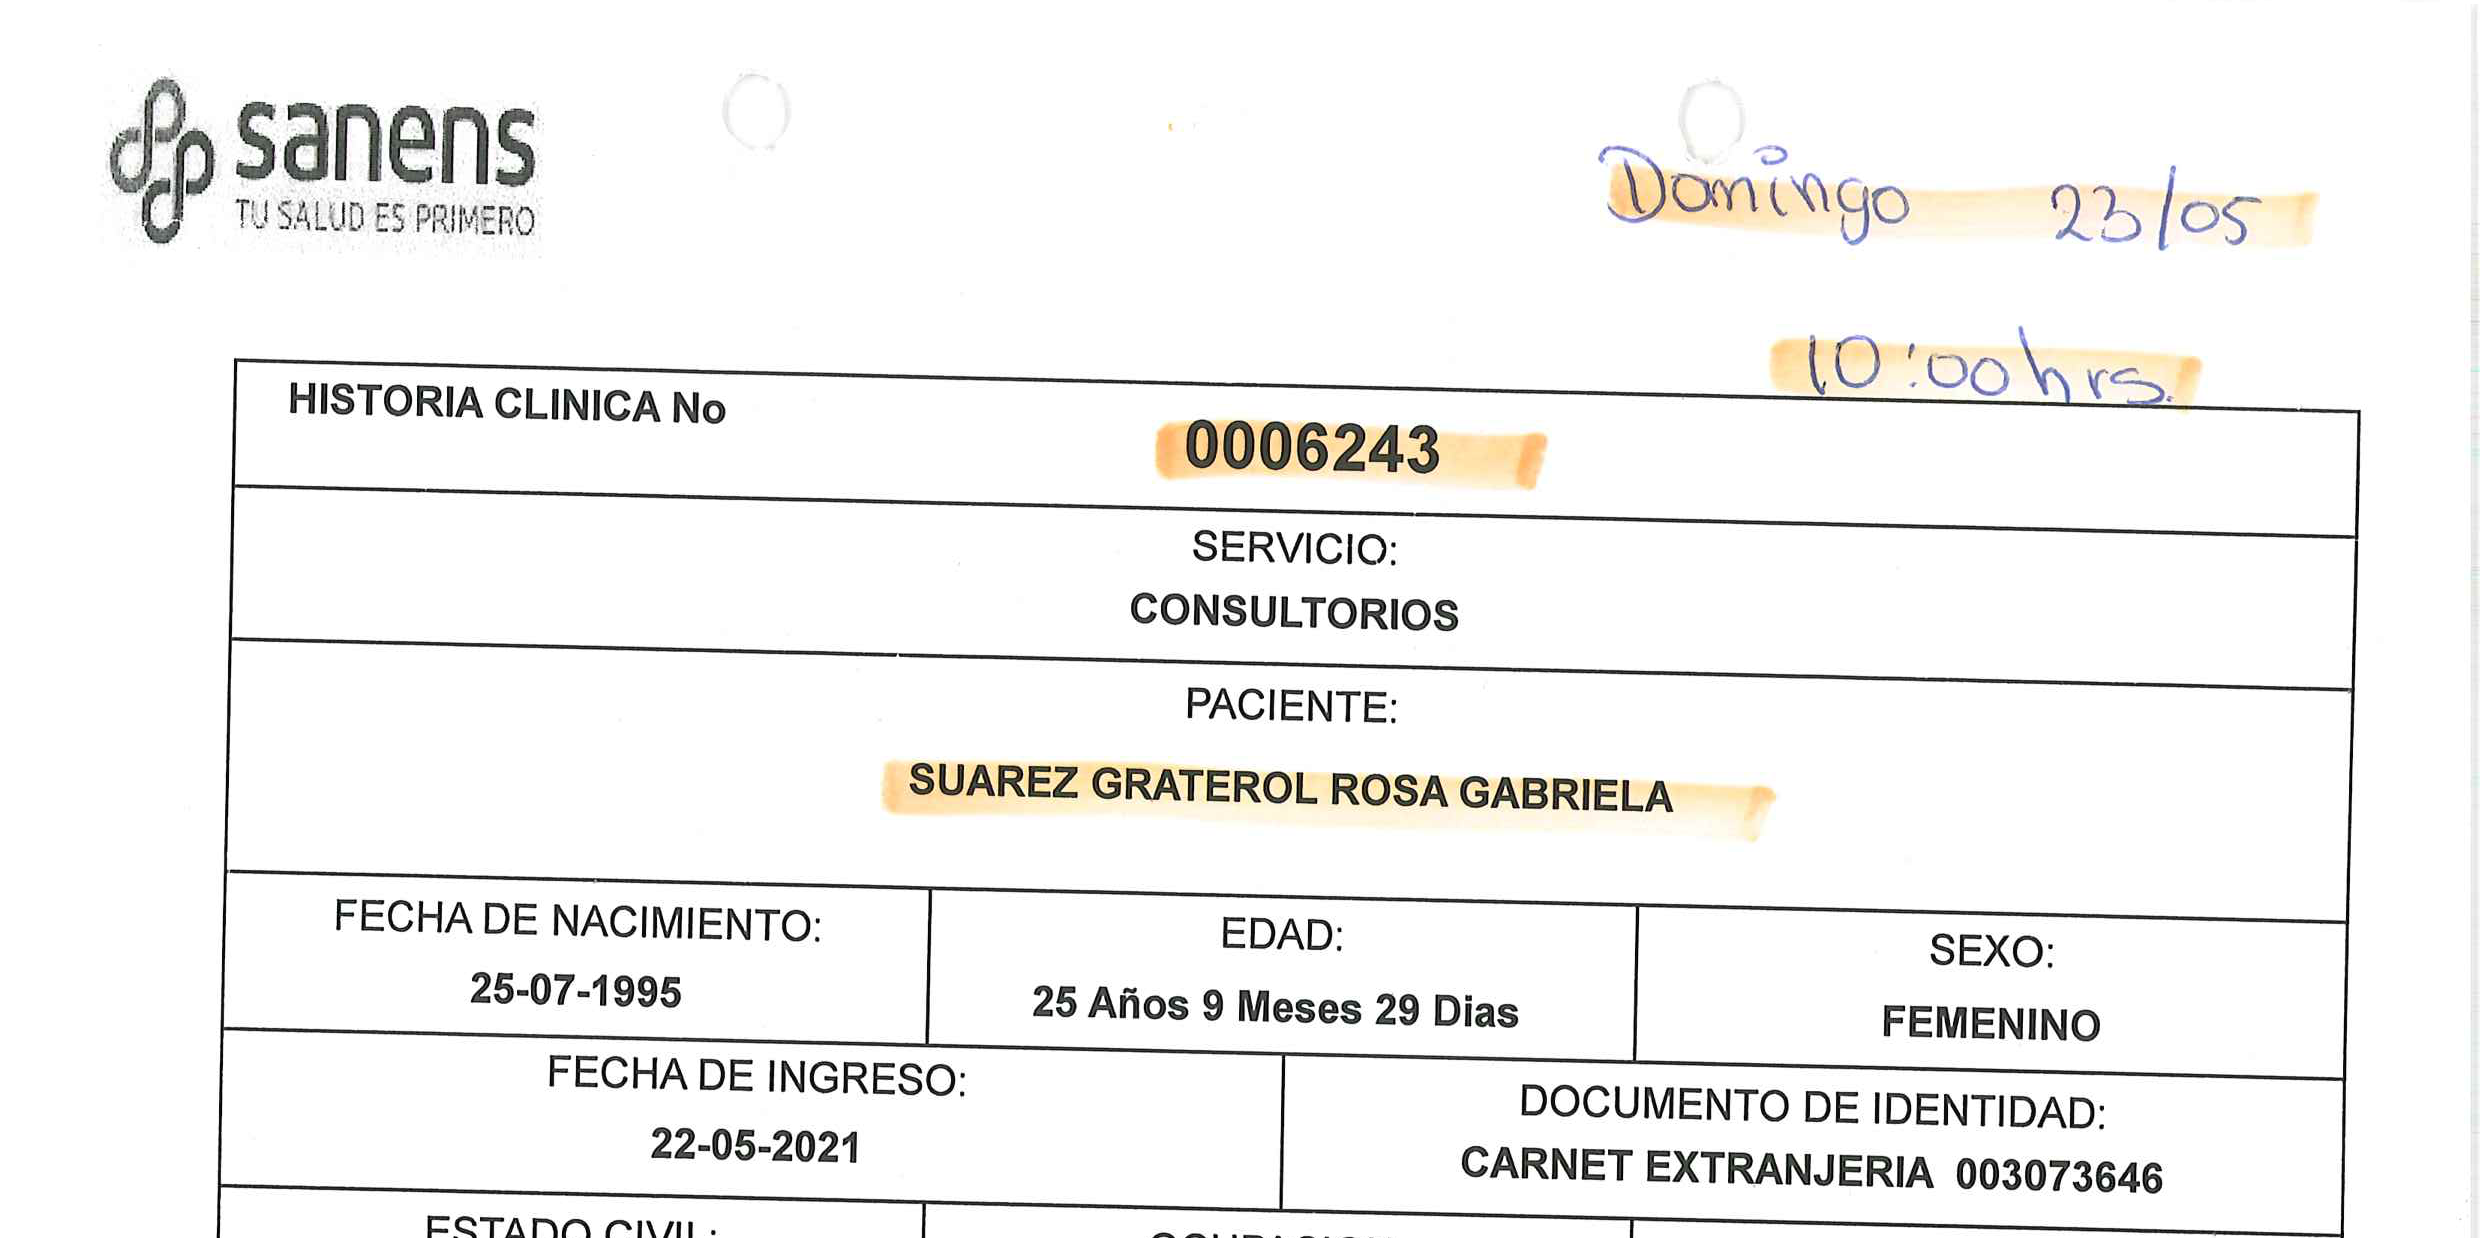 sanens
TU SALUD ES PRIMERO
Domingo 23/05
10:00 hrs.
HISTORIA CLINICA No
0006243
SERVICIO:
CONSULTORIOS
PACIENTE:
SUAREZ GRATEROL ROSA GABRIELA
FECHA DE NACIMIENTO:
25-07-1995
EDAD:
25 Años 9 Meses 29 Dias
SEXO:
FEMENINO
FECHA DE INGRESO:
22-05-2021
DOCUMENTO DE IDENTIDAD:
CARNET EXTRANJERIA 003073646
ESTADO CIVIL: